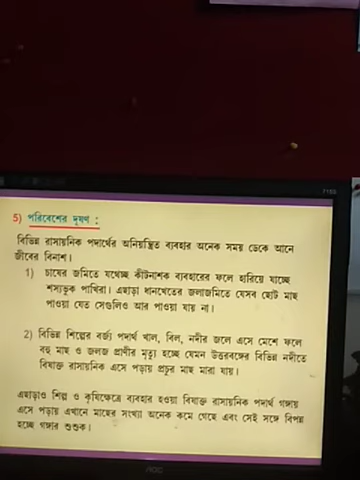 5) পরিবেশের দূষণ :
বিভিন্ন রাসায়নিক পদার্থের অনিয়ন্ত্রিত ব্যবহার অনেক সময় ডেকে আনে
জীবের বিনাশ।
1) চাষের জমিতে যথেচ্ছ কীটনাশক ব্যবহারের ফলে হারিয়ে যাচ্ছে
শস্যভুক পাখিরা। এছাড়া ধানখেতের জলাজমিতে যেসব ছোট মাছ
পাওয়া যেত সেগুলিও আর পাওয়া যায় না।
2) বিভিন্ন শিল্পের বর্জ্য পদার্থ খাল, বিল, নদীর জলে এসে মেশে ফলে
বহু মাছ ও জলজ প্রাণীর মৃত্যু হচ্ছে যেমন উত্তরবঙ্গের বিভিন্ন নদীতে
বিষাক্ত রাসায়নিক এসে পড়ায় প্রচুর মাছ মারা যায়।
এছাড়াও শিল্প ও কৃষিক্ষেত্রে ব্যবহার হওয়া বিষাক্ত রাসায়নিক পদার্থ গঙ্গায়
এসে পড়ায় এখানে মাছের সংখ্যা অনেক কমে গেছে এবং সেই সঙ্গে বিপন্ন
হচ্ছে গঙ্গার শুশুক।
AOC